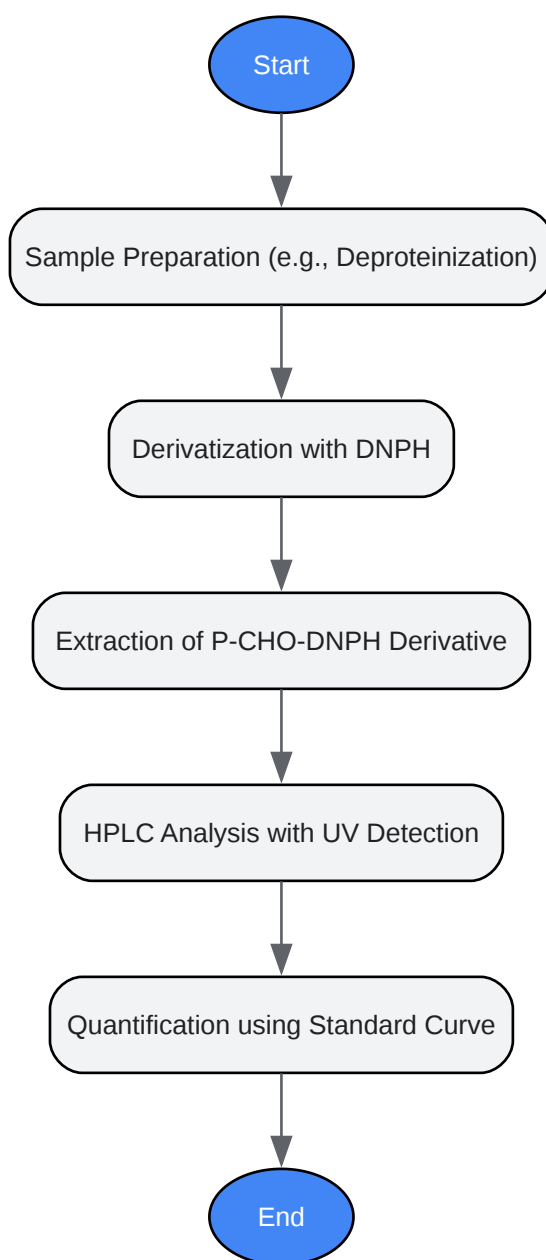 Start
Sample Preparation (e.g., Deproteinization)
Derivatization with DNPH
Extraction of P-CHO-DNPH Derivative
HPLC Analysis with UV Detection
Quantification using Standard Curve
End